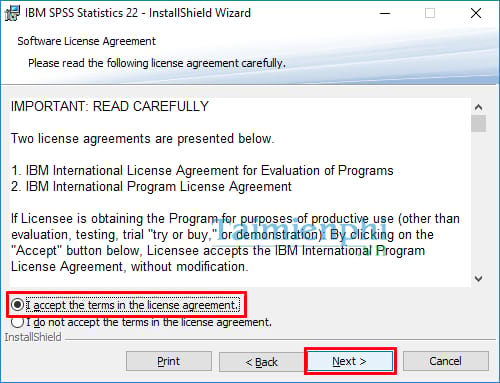 IBM SPSS Statistics 22 - InstallShield Wizard
Software License Agreement
Please read the following license agreement carefully.
IMPORTANT: READ CAREFULLY
Two license agreements are presented below.
1. IBM International License Agreement for Evaluation of Programs
2. IBM International Program License Agreement
If Licensee is obtaining the Program for purposes of productive use (other than
evaluation, testing, trial "try or buy," or demonstration): By clicking on the
"Accept" button below, Licensee accepts the IBM International Program
License Agreement, without modification.
Taimienphi
.vn
I accept the terms in the license agreement.
I do not accept the terms in the license agreement.
InstallShield
Print
< Back
Next >
Cancel